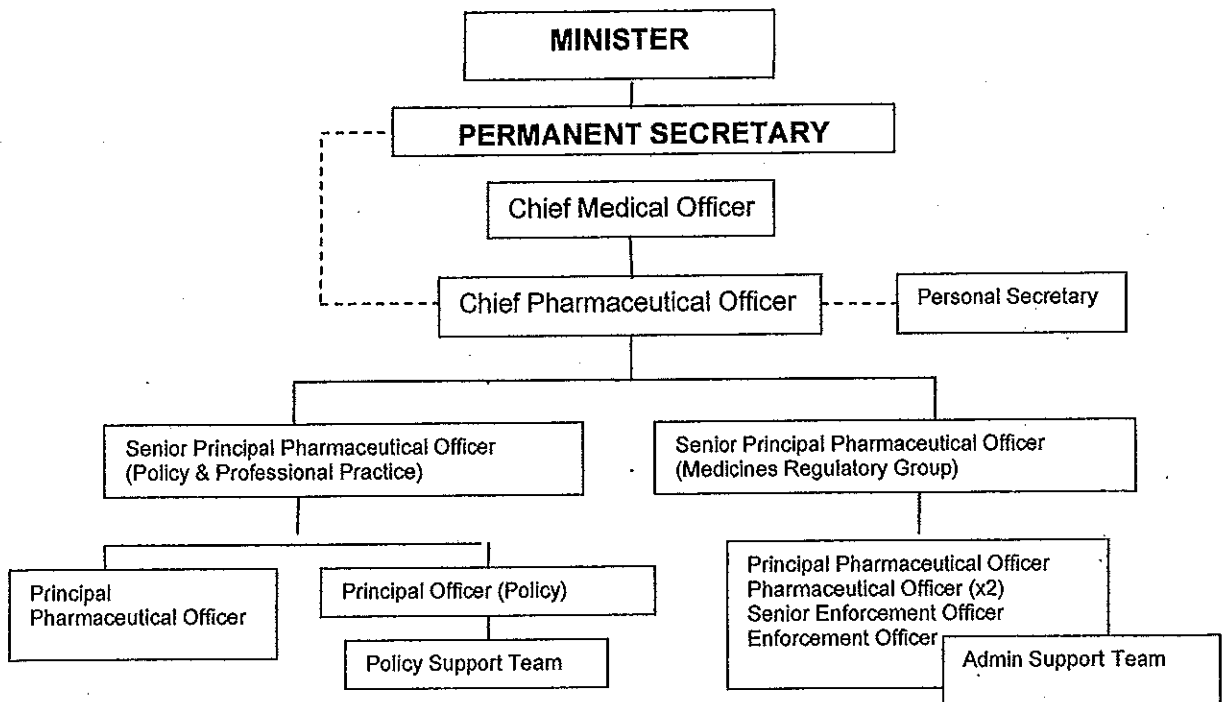 MINISTER
PERMANENT SECRETARY
Chief Medical Officer
Chief Pharmaceutical Officer
Personal Secretary
Senior Principal Pharmaceutical Officer
(Policy & Professional Practice)
Senior Principal Pharmaceutical Officer
(Medicines Regulatory Group)
Principal
Pharmaceutical Officer
Principal Officer (Policy)
Policy Support Team
Principal Pharmaceutical Officer
Pharmaceutical Officer (x2)
Senior Enforcement Officer
Enforcement Officer
Admin Support Team